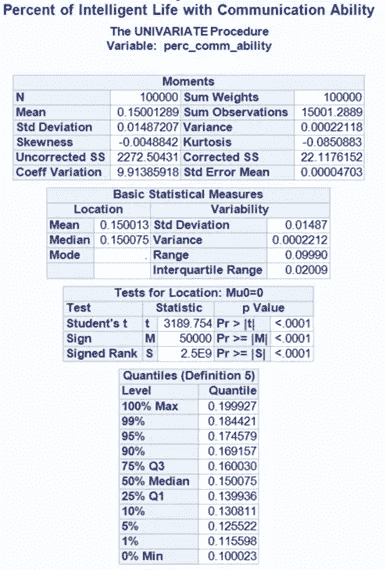 Percent of Intelligent Life with Communication Ability
The UNIVARIATE Procedure
Variable: perc_comm_ability
Moments
N 100000 Sum Weights 100000
Mean 0.15001289 Sum Observations 15001.2889
Std Deviation 0.01487207 Variance 0.00022118
Skewness -0.0048842 Kurtosis -0.0850883
Uncorrected SS 2272.50431 Corrected SS 22.1176152
Coeff Variation 9.91385918 Std Error Mean 0.00004703
Basic Statistical Measures
Location Variability
Mean 0.150013 Std Deviation 0.01487
Median 0.150075 Variance 0.0002212
Mode . Range 0.09990
Interquartile Range 0.02009
Tests for Location: Mu0=0
Test Statistic p Value
Student's t t 3189.754 Pr > |t| <.0001
Sign M 50000 Pr >= |M| <.0001
Signed Rank S 2.5E9 Pr >= |S| <.0001
Quantiles (Definition 5)
Level Quantile
100% Max 0.199927
99% 0.184421
95% 0.174579
90% 0.169157
75% Q3 0.160030
50% Median 0.150075
25% Q1 0.139936
10% 0.130811
5% 0.125522
1% 0.115598
0% Min 0.100023